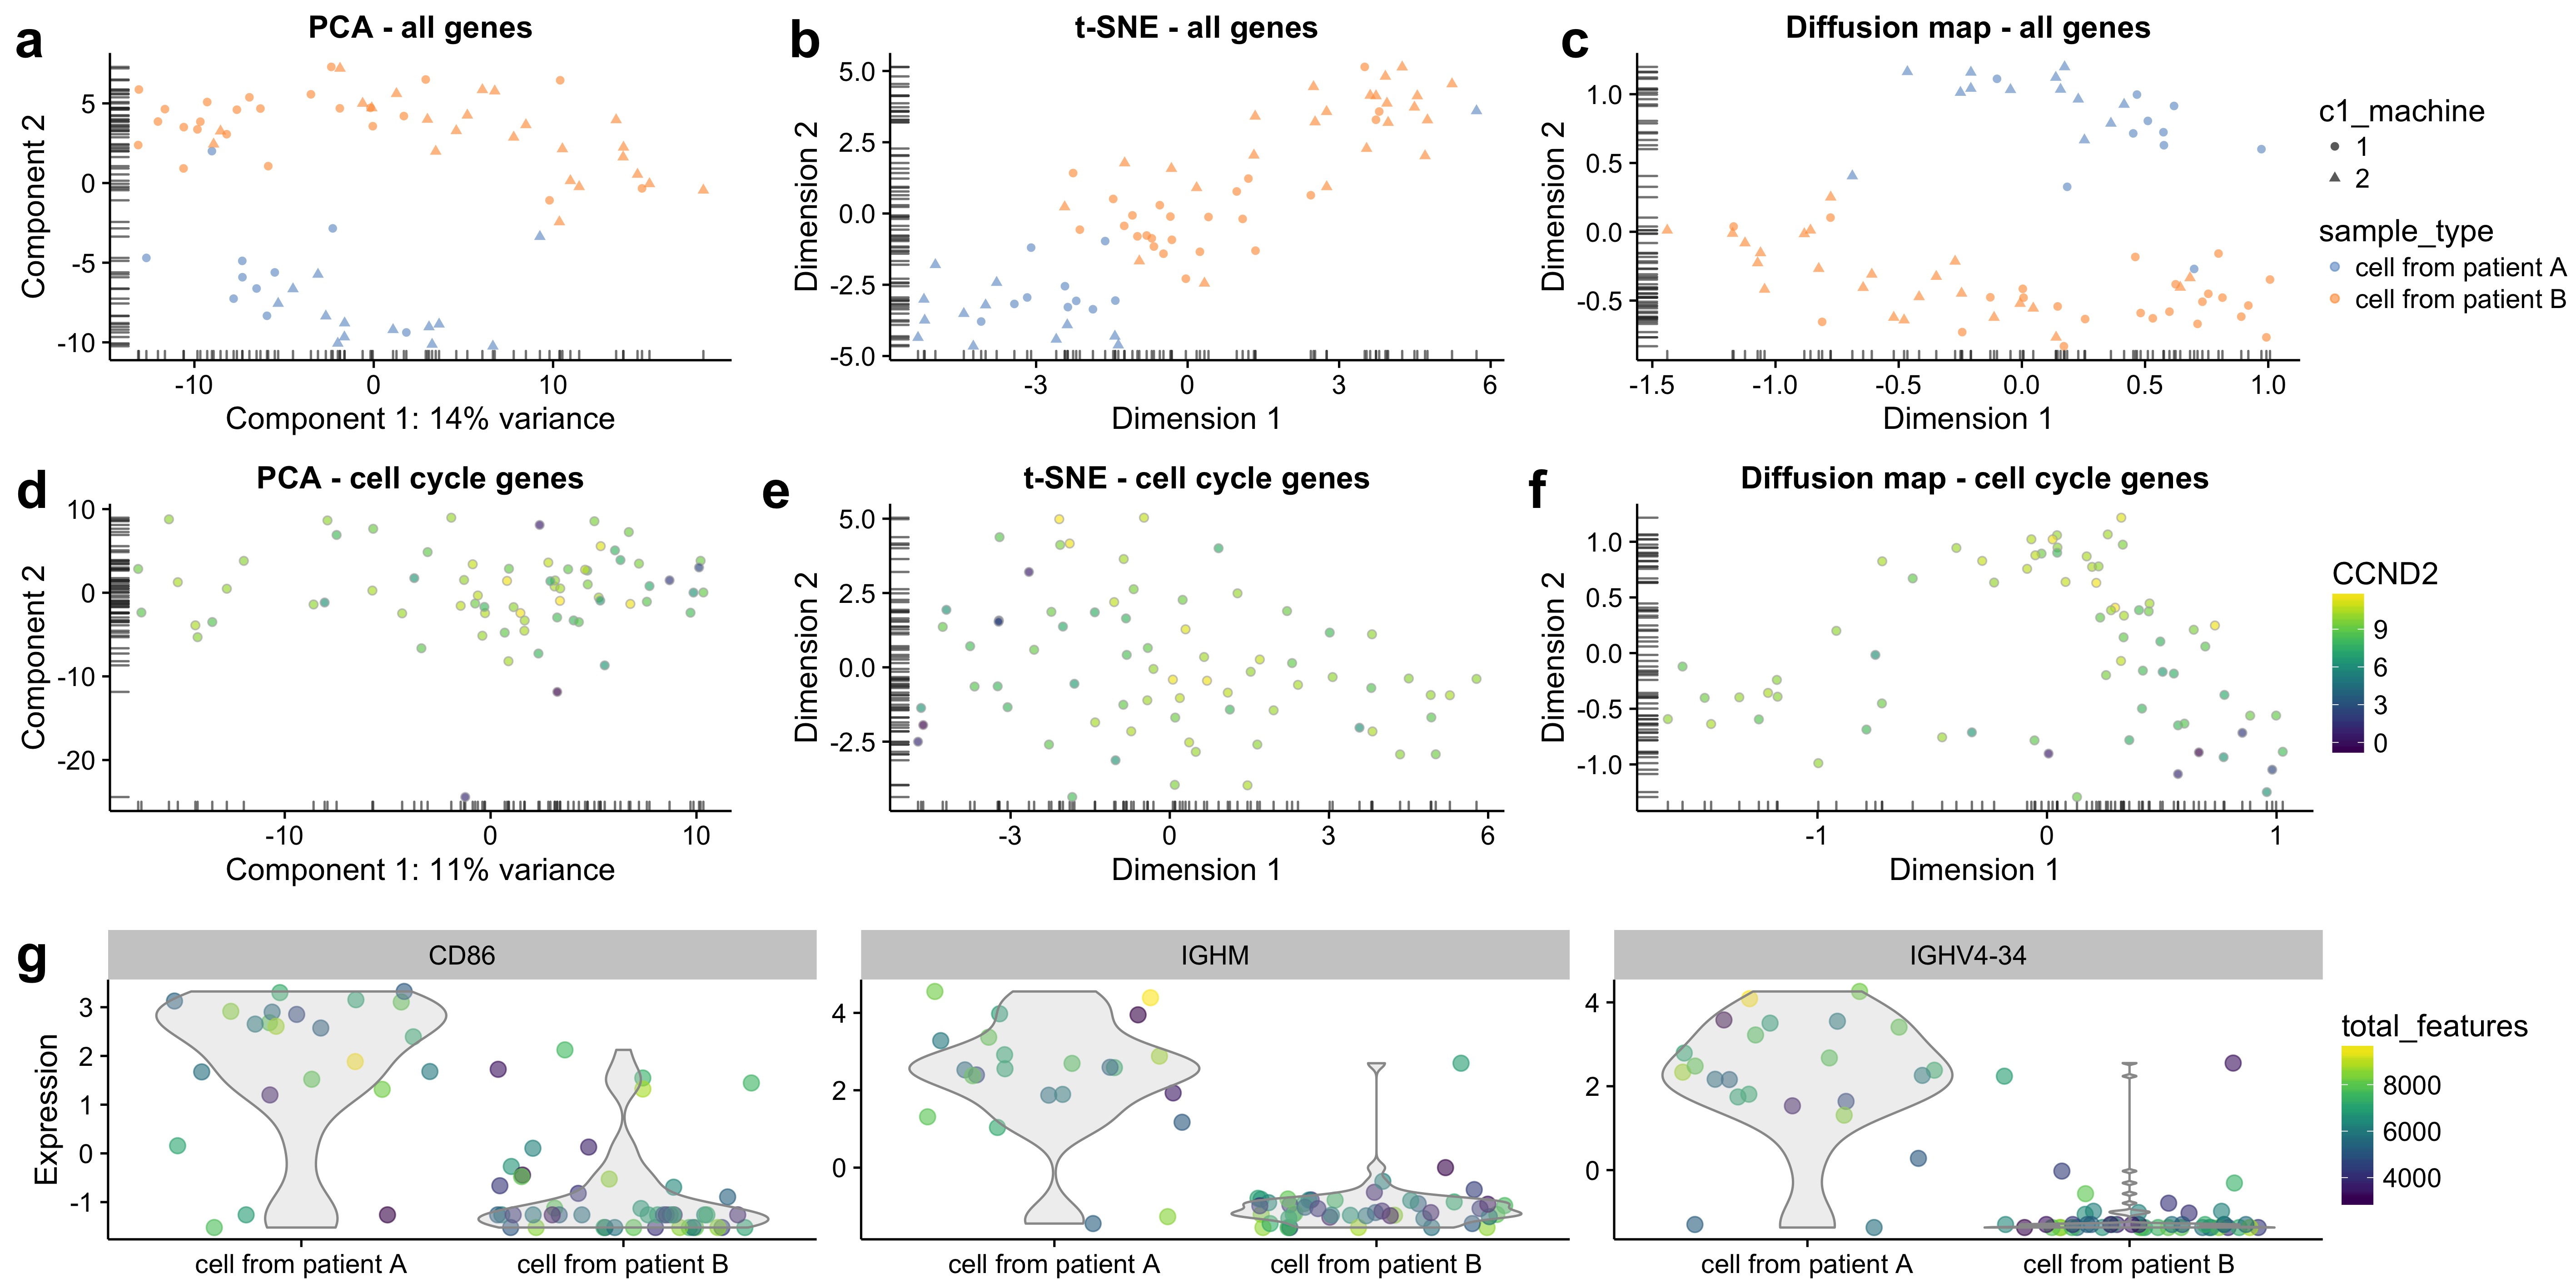 a
PCA - all genes
Component 2
5
0
-5
-10
-10
0
10
Component 1: 14% variance
b
t-SNE - all genes
Dimension 2
5.0
2.5
0.0
-2.5
-5.0
-3
0
3
6
Dimension 1
c
Diffusion map - all genes
Dimension 2
1.0
0.5
0.0
-0.5
-1.5
-1.0
-0.5
0.0
0.5
1.0
Dimension 1
c1_machine
1
2
sample_type
cell from patient A
cell from patient B
d
PCA - cell cycle genes
Component 2
10
0
-10
-20
-10
0
10
Component 1: 11% variance
e
t-SNE - cell cycle genes
Dimension 2
5.0
2.5
0.0
-2.5
-3
0
3
6
Dimension 1
f
Diffusion map - cell cycle genes
Dimension 2
1.0
0.5
0.0
-0.5
-1.0
-1
0
1
Dimension 1
CCND2
9
6
3
0
g
Expression
CD86
3
2
1
0
-1
cell from patient A
cell from patient B
IGHM
4
2
0
cell from patient A
cell from patient B
IGHV4-34
4
2
0
cell from patient A
cell from patient B
total_features
8000
6000
4000